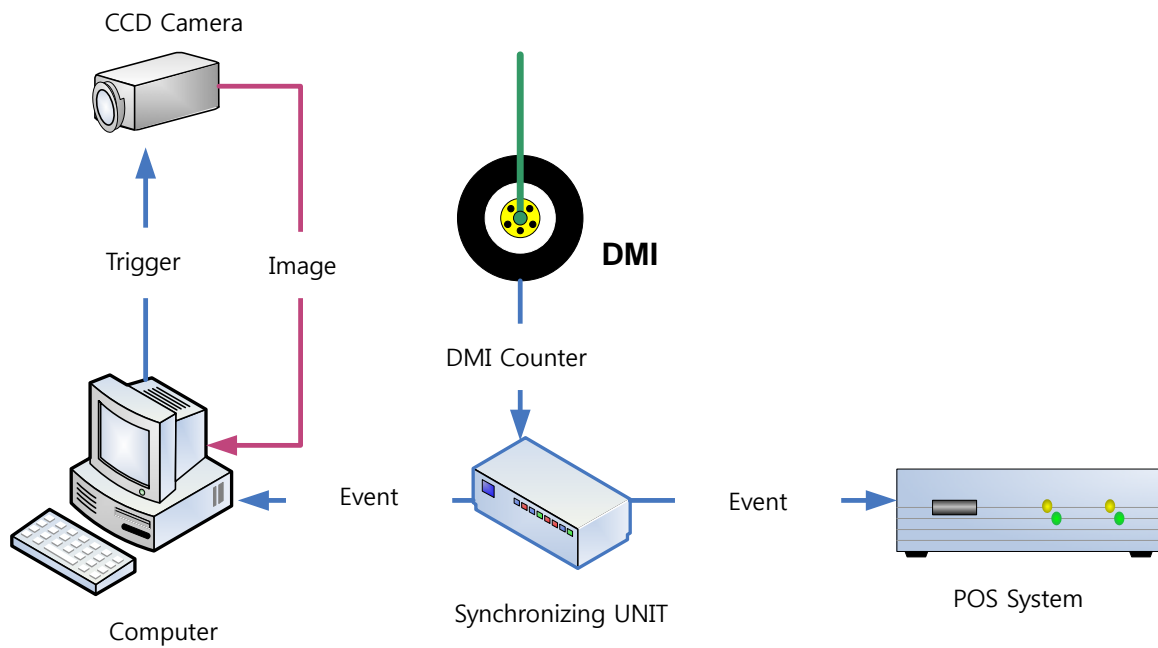 CCD Camera
Trigger
Image
DMI
DMI Counter
Event
Event
Computer
Synchronizing UNIT
POS System